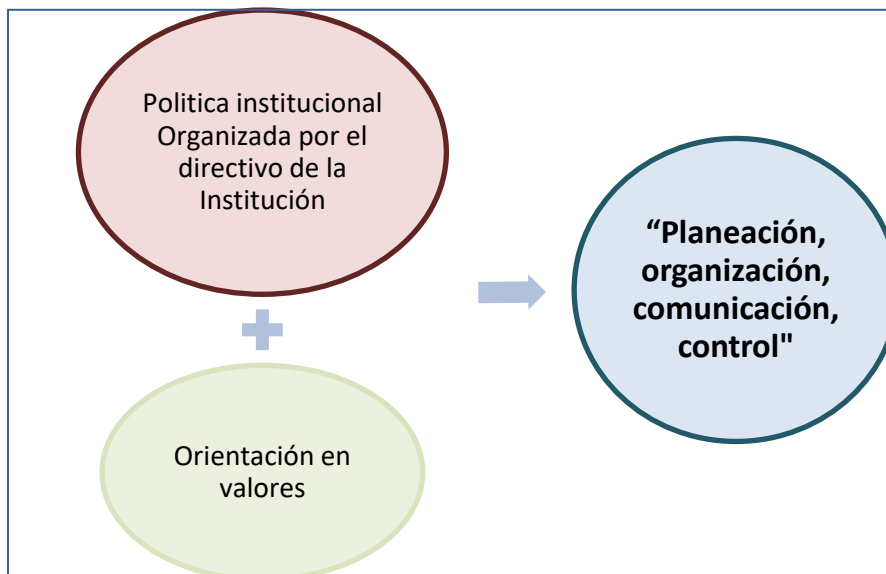 Politica institucional
Organizada por el
directivo de la
Institución
Orientación en
valores
“Planeación,
organización,
comunicación,
control"